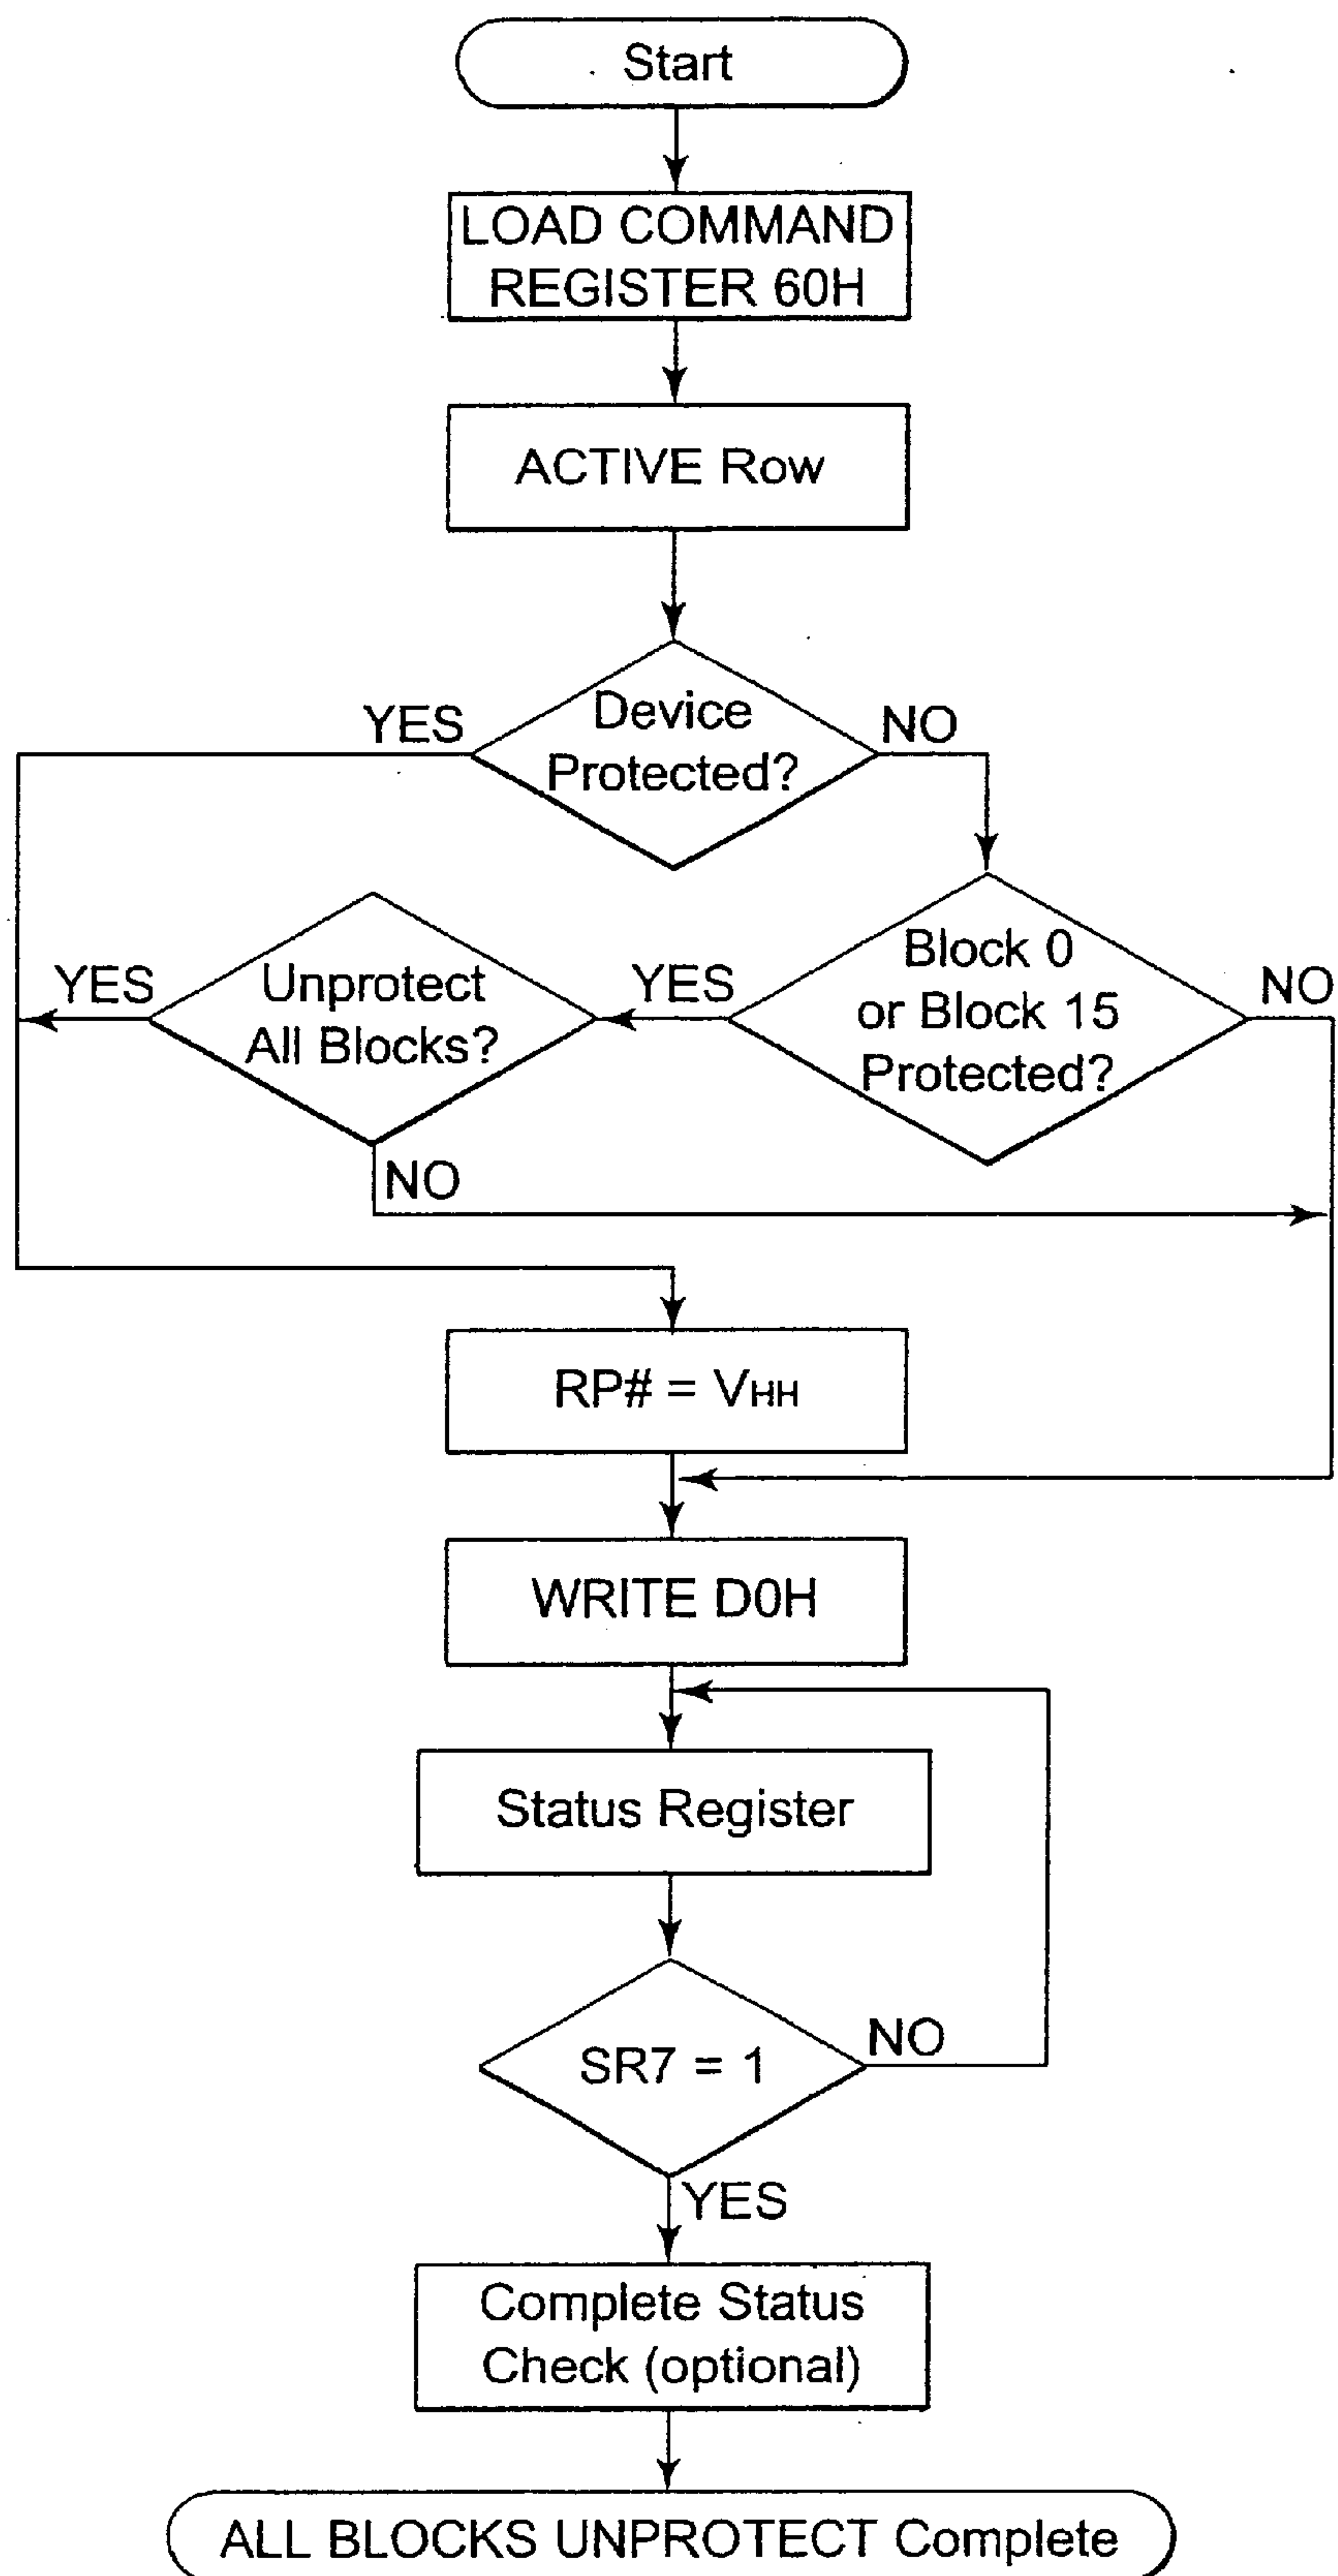 Start
LOAD COMMAND
REGISTER 60H
ACTIVE Row
Device
Protected?
YES
NO
Block 0
or Block 15
Protected?
YES
NO
Unprotect
All Blocks?
YES
NO
RP# = VHH
WRITE D0H
Status Register
SR7 = 1
NO
YES
Complete Status
Check (optional)
ALL BLOCKS UNPROTECT Complete